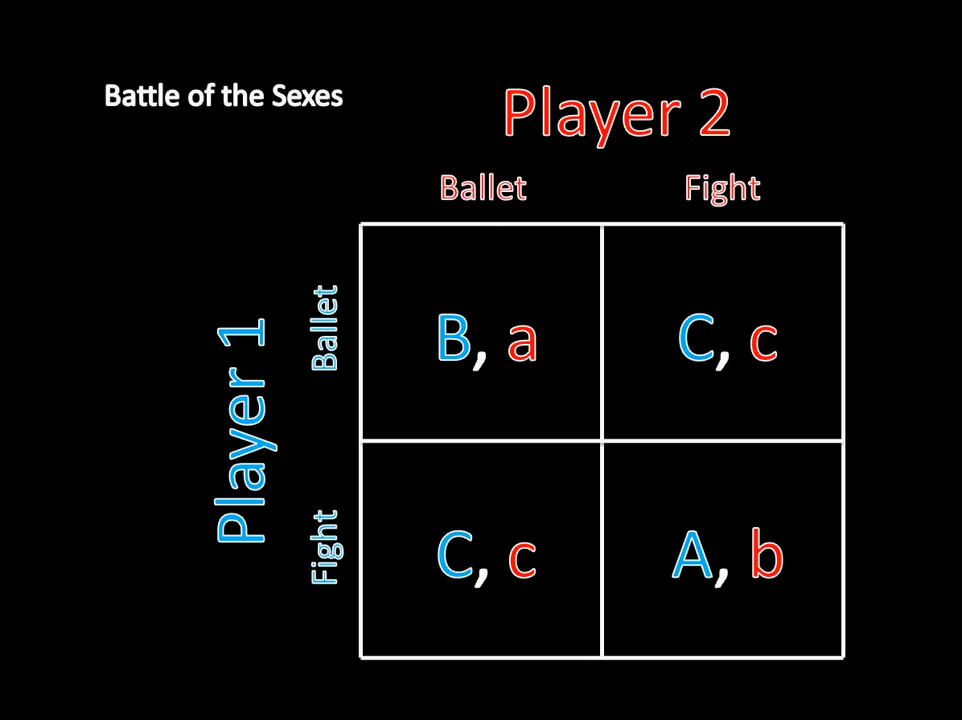 Battle of the Sexes
Player 2
Ballet Fight
Player 1
Ballet
B, a C, c
Fight
C, c A, b